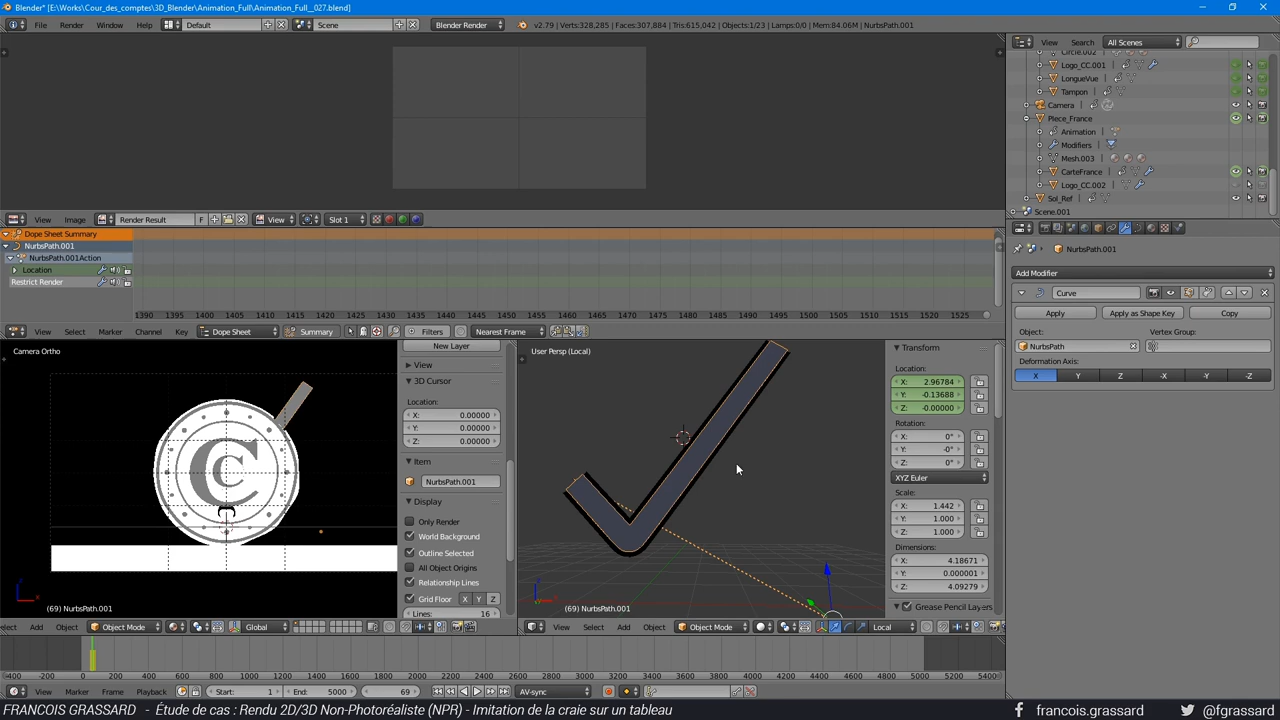 Blender* [E:\Works\Cour_des_comptes\3D_Blender\Animation_Full\Animation_Full__027.blend]
File Render Window Help Default Scene Blender Render v2.79 | Verts:328,285 | Faces:307,884 | Tris:615,042 | Objects:1/23 | Lamps:0/0 | Mem:84.06M | NurbsPath.001
View Search All Scenes
Circle.002
Logo_CC.001
LongueVue
Tampon
Camera
Piece_France
Animation
Modifiers
Mesh.003
CarteFrance
Logo_CC.002
Sol_Ref
Scene.001
View Image Render Result F View Slot 1
Dope Sheet Summary
NurbsPath.001
NurbsPath.001Action
Location
Restrict Render
1390 1400 1405 1410 1415 1420 1425 1430 1435 1440 1445 1450 1455 1460 1465 1470 1475 1480 1485 1490 1495 1500 1505 1510 1515 1525
View Select Marker Channel Key Dope Sheet Summary Filters Nearest Frame
NurbsPath.001
Add Modifier
Curve
Apply Apply as Shape Key Copy
Object: Vertex Group:
NurbsPath
Deformation Axis:
X Y Z -X -Y -Z
Camera Ortho
(69) NurbsPath.001
New Layer
View
3D Cursor
Location:
X: 0.00000
Y: 0.00000
Z: 0.00000
Item
NurbsPath.001
Display
Only Render
World Background
Outline Selected
All Object Origins
Relationship Lines
Grid Floor X Y Z
Lines: 16
User Persp (Local)
(69) NurbsPath.001
Transform
Location:
X: 2.96784
Y: -0.13688
Z: -0.00000
Rotation:
X: 0°
Y: -0°
Z: 0°
XYZ Euler
Scale:
X: 1.442
Y: 1.000
Z: 1.000
Dimensions:
X: 4.18671
Y: 0.000001
Z: 4.09279
Grease Pencil Layers
elect Add Object Object Mode Global
View Select Add Object Object Mode Local
-400 -200 0 200 400 600 800 1000 1200 1400 1600 1800 2000 2200 2400 2600 2800 3000 3200 3400 3600 3800 4000 4200 4400 4600 4800 5000 5200 5400
View Marker Frame Playback Start: 1 End: 5000 69 AV-sync
FRANCOIS GRASSARD - Étude de cas : Rendu 2D/3D Non-Photoréaliste (NPR) - Imitation de la craie sur un tableau francois.grassard @fgrassard